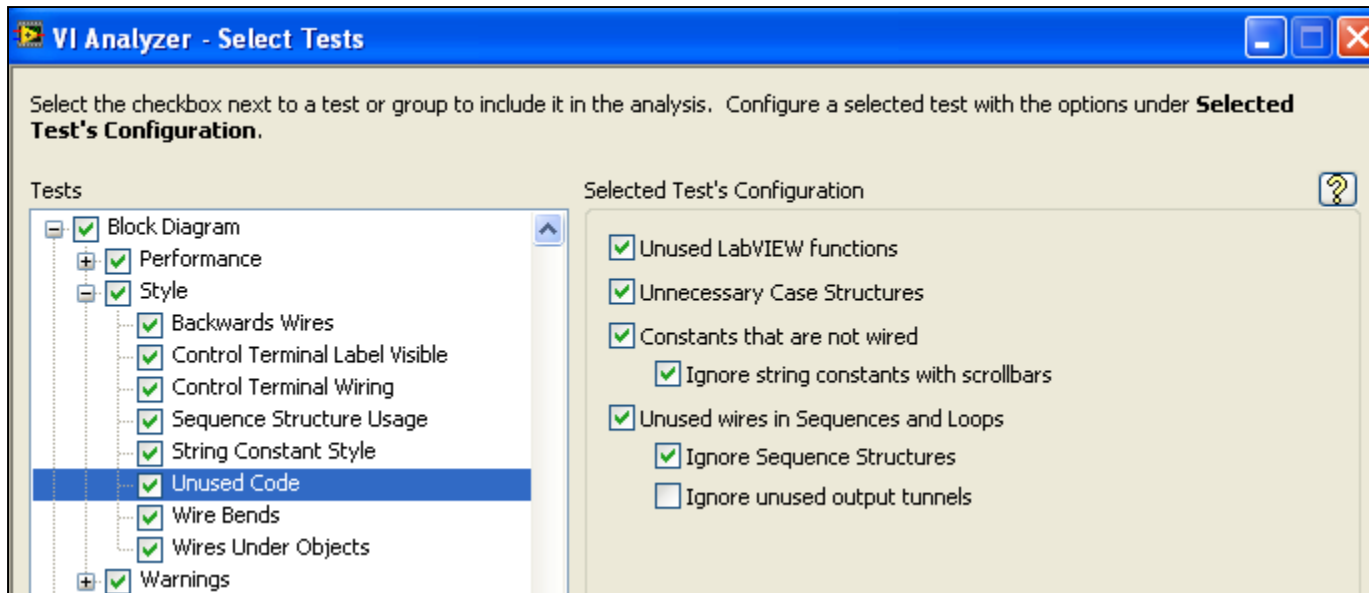 VI Analyzer - Select Tests
Select the checkbox next to a test or group to include it in the analysis.  Configure a selected test with the options under Selected
Test's Configuration.
Tests
Selected Test's Configuration
Block Diagram
Performance
Style
Backwards Wires
Control Terminal Label Visible
Control Terminal Wiring
Sequence Structure Usage
String Constant Style
Unused Code
Wire Bends
Wires Under Objects
Warnings
Unused LabVIEW functions
Unnecessary Case Structures
Constants that are not wired
Ignore string constants with scrollbars
Unused wires in Sequences and Loops
Ignore Sequence Structures
Ignore unused output tunnels